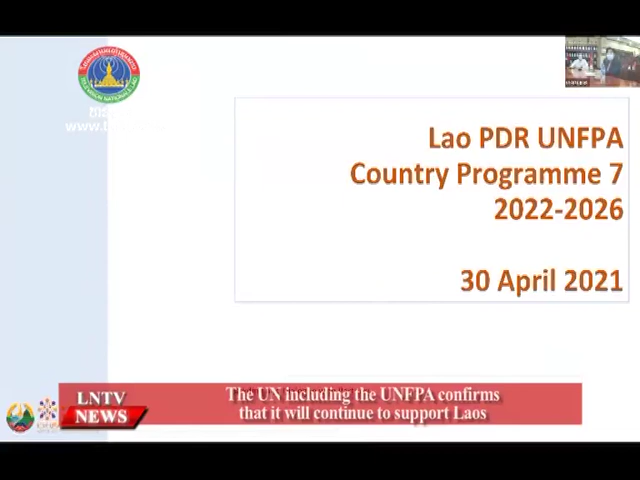 Lao PDR UNFPA
Country Programme 7
2022-2026
30 April 2021
LNTV
NEWS
The UN including the UNFPA confirms
that it will continue to support Laos